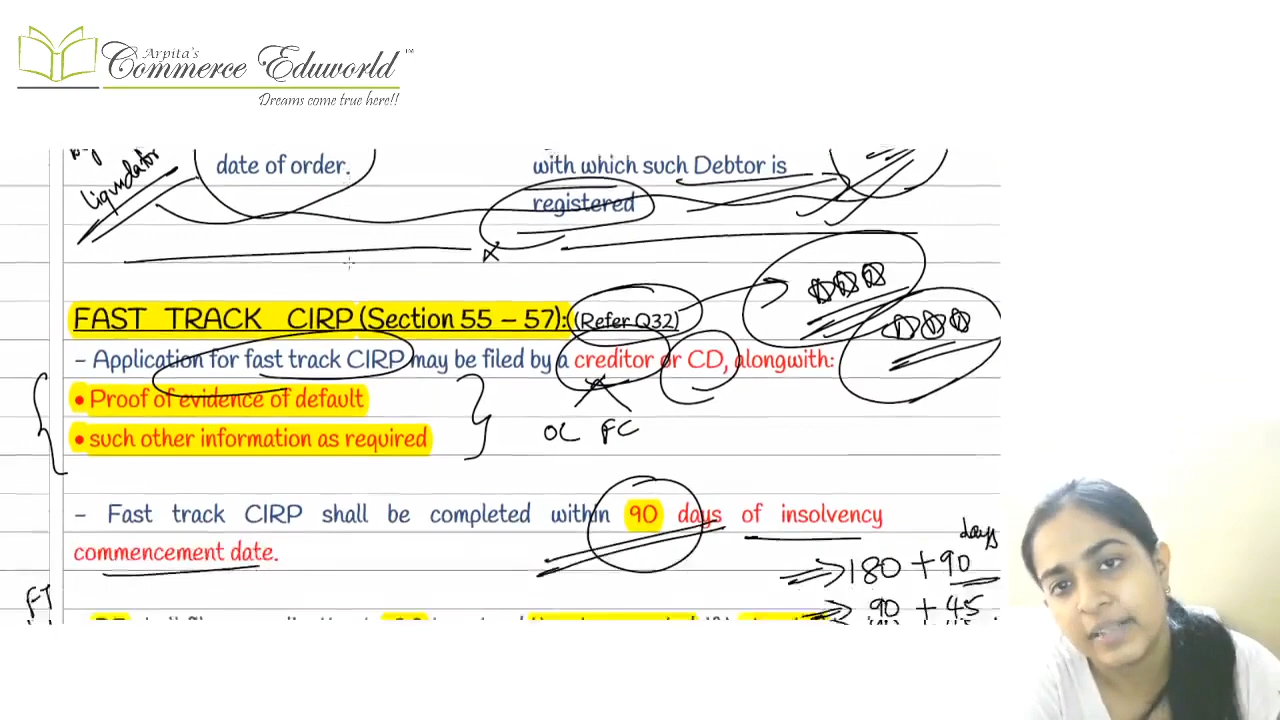 Arpita's
Commerce Eduworld™
Dreams come true here!!
liquidator
date of order.
with which such Debtor is
registered
FAST TRACK CIRP (Section 55 – 57): (Refer Q32)
– Application for fast track CIRP may be filed by a creditor or CD, alongwith:
• Proof of evidence of default
• such other information as required
OC FC
– Fast track CIRP shall be completed within 90 days of insolvency
commencement date.
days
180 + 90
FT
90 + 45